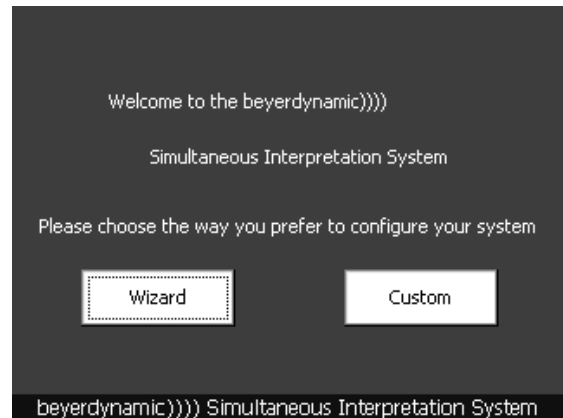 Welcome to the beyerdynamic))))
Simultaneous Interpretation System
Please choose the way you prefer to configure your system
Wizard Custom
beyerdynamic)))) Simultaneous Interpretation System